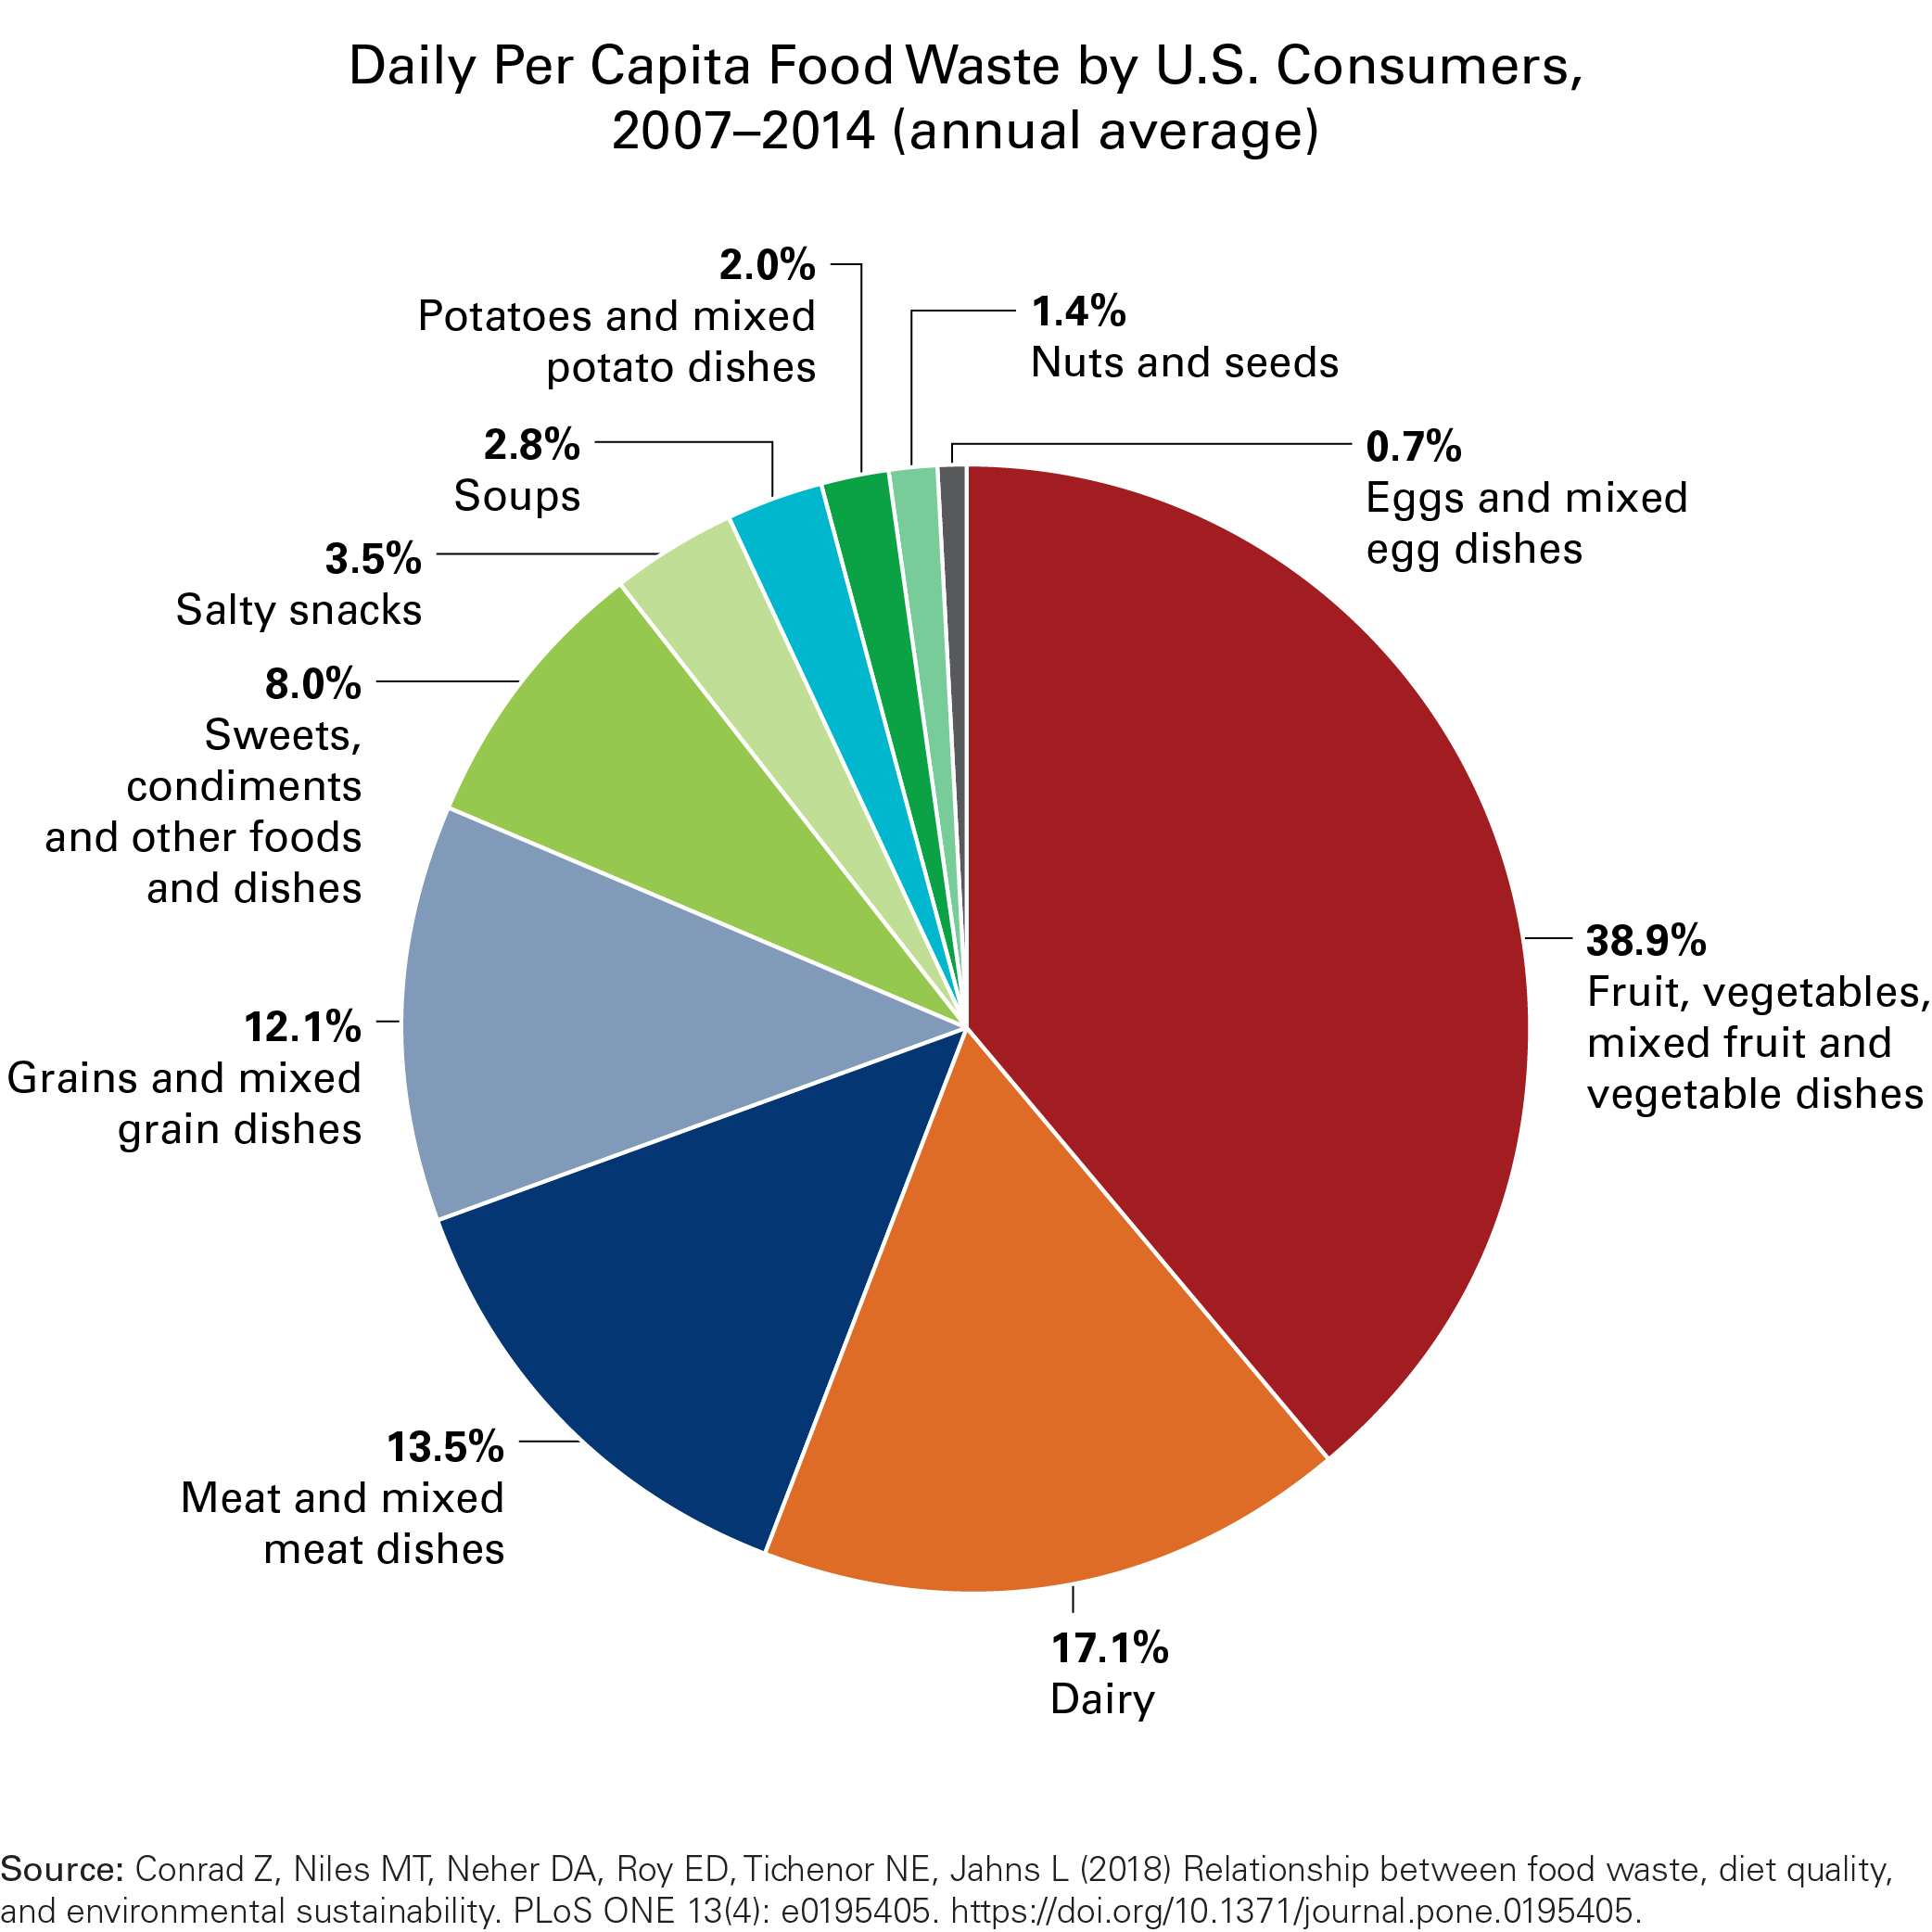 Daily Per Capita Food Waste by U.S. Consumers,
2007–2014 (annual average)
2.0%
Potatoes and mixed
potato dishes
1.4%
Nuts and seeds
2.8%
Soups
0.7%
Eggs and mixed
egg dishes
3.5%
Salty snacks
8.0%
Sweets,
condiments
and other foods
and dishes
38.9%
Fruit, vegetables,
mixed fruit and
vegetable dishes
12.1%
Grains and mixed
grain dishes
13.5%
Meat and mixed
meat dishes
17.1%
Dairy
Source: Conrad Z, Niles MT, Neher DA, Roy ED, Tichenor NE, Jahns L (2018) Relationship between food waste, diet quality,
and environmental sustainability. PLoS ONE 13(4): e0195405. https://doi.org/10.1371/journal.pone.0195405.